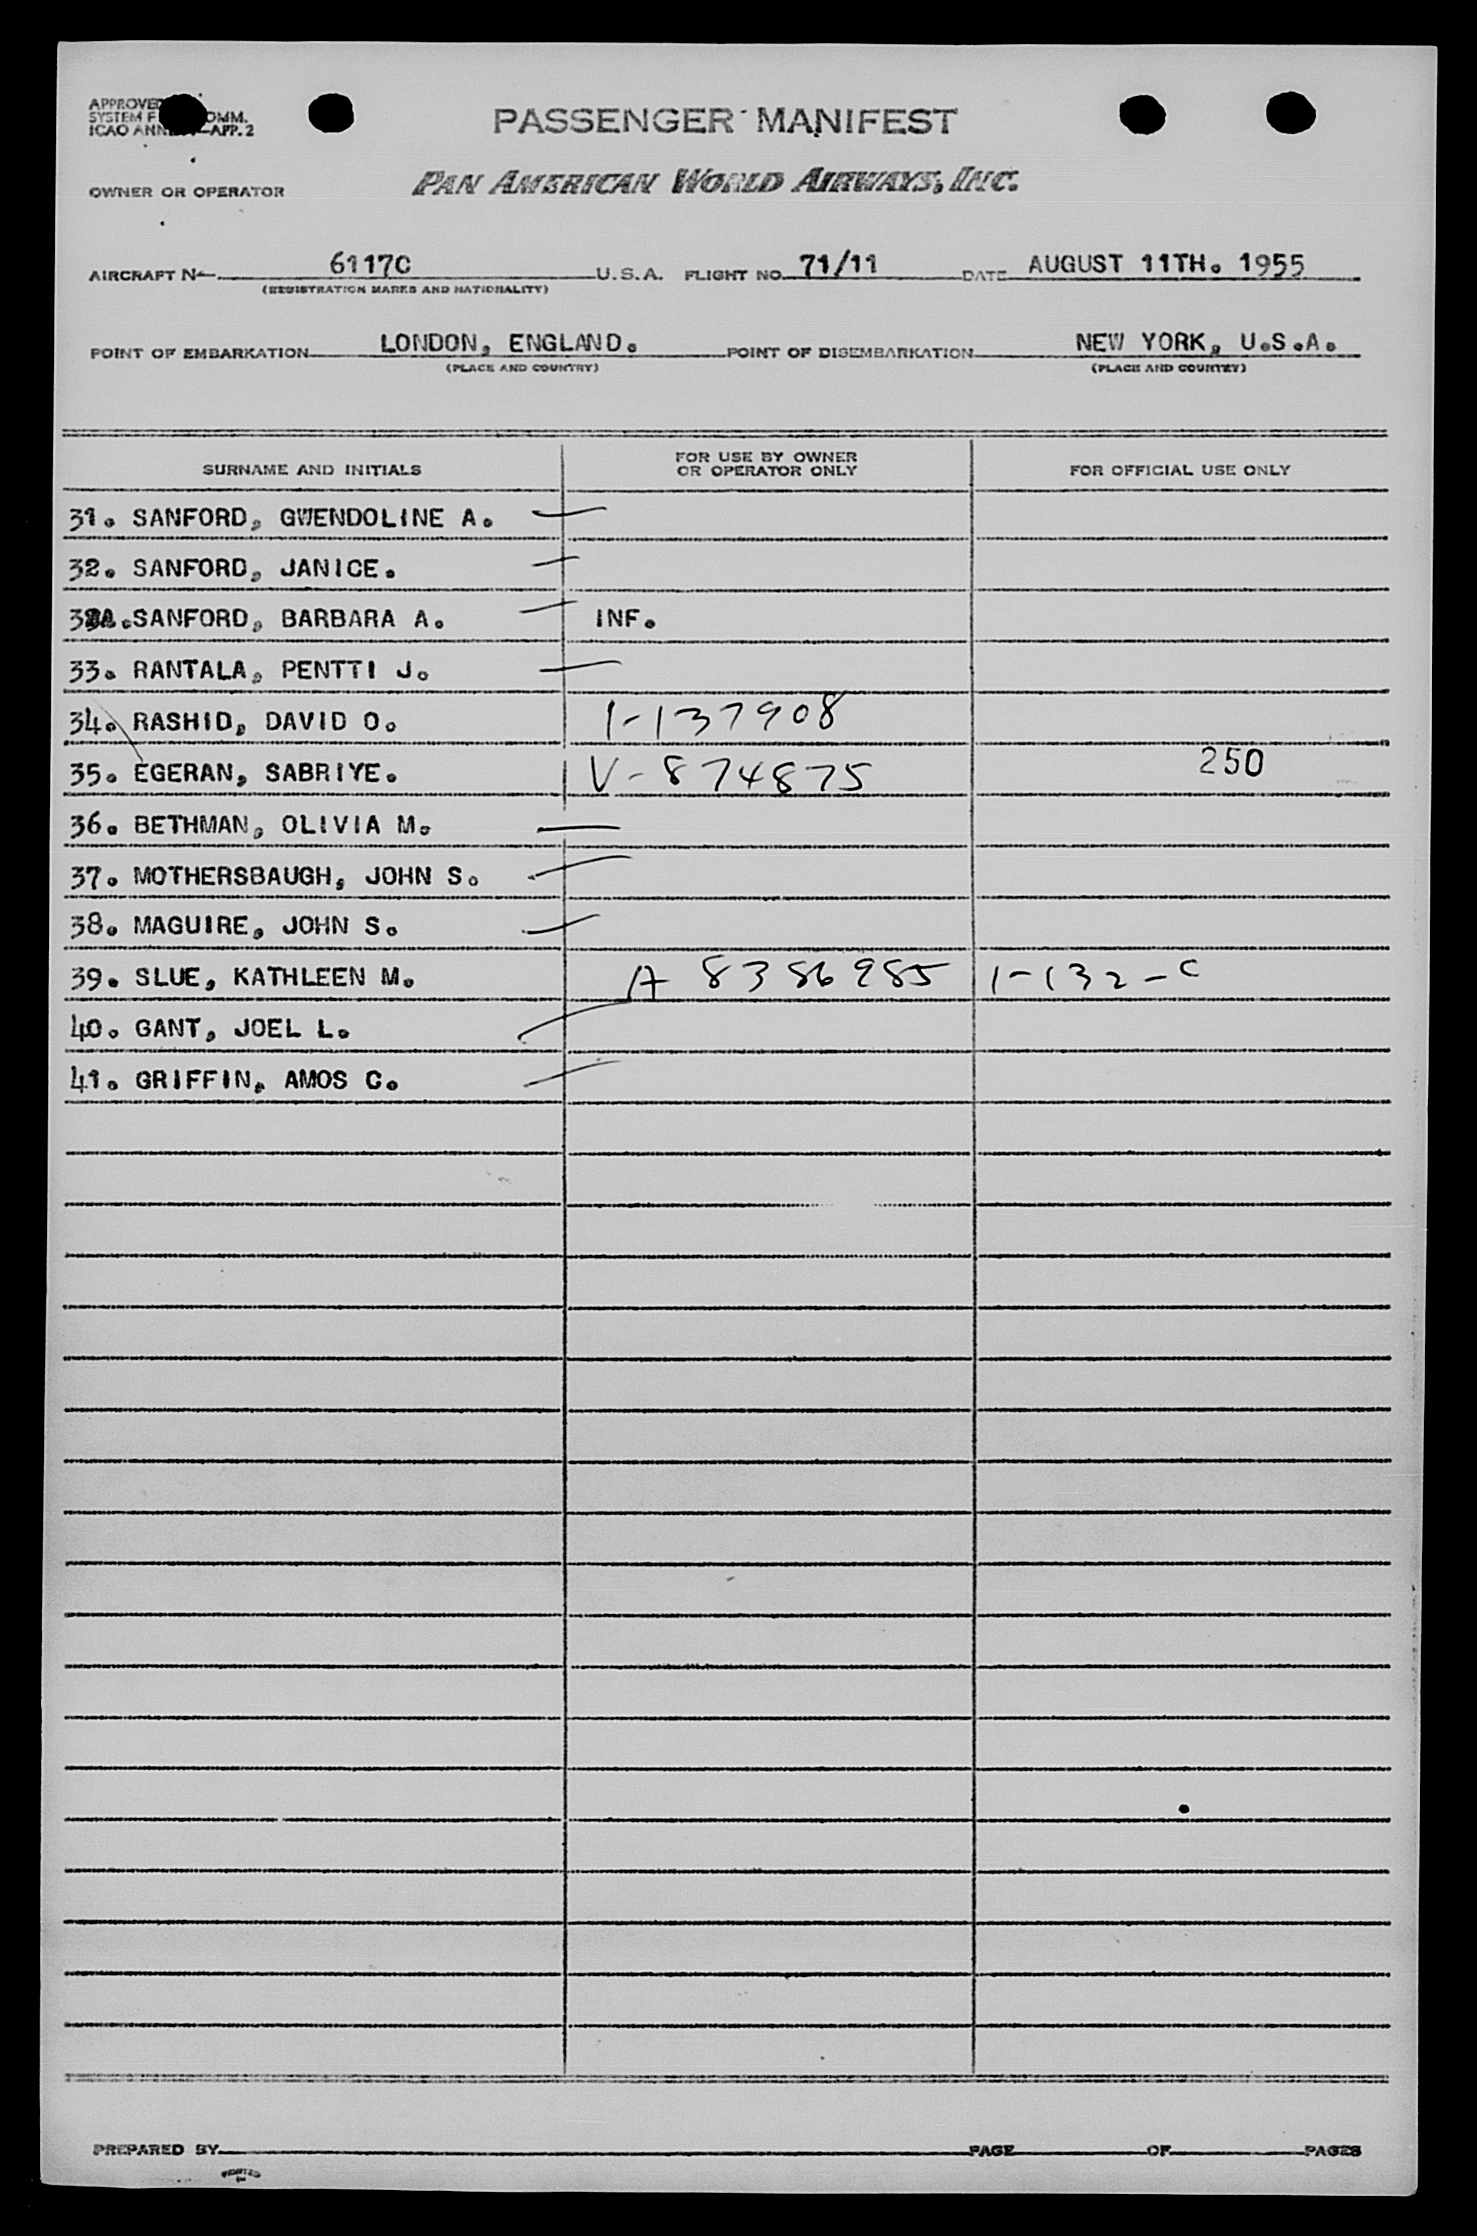 PASSENGER MANIFEST
OWNER OR OPERATOR PAN AMERICAN WORLD AIRWAYS, INC.
AIRCRAFT N- 6117C U.S.A. FLIGHT NO. 71/11 DATE AUGUST 11TH. 1955
(REGISTRATION MARKS AND NATIONALITY)
POINT OF EMBARKATION LONDON, ENGLAND. POINT OF DISEMBARKATION NEW YORK, U.S.A.
(PLACE AND COUNTRY) (PLACE AND COUNTRY)
SURNAME AND INITIALS FOR USE BY OWNER OR OPERATOR ONLY FOR OFFICIAL USE ONLY
31. SANFORD, GWENDOLINE A.
32. SANFORD, JANICE.
SANFORD, BARBARA A. INF.
33. RANTALA, PENTTI J.
34. RASHID, DAVID O. 1-137908
35. EGERAN, SABRIYE. V-874875 250
36. BETHMAN, OLIVIA M.
37. MOTHERSBAUGH, JOHN S.
38. MAGUIRE, JOHN S.
39. SLUE, KATHLEEN M. A 8386985 1-132-C
40. GANT, JOEL L.
41. GRIFFIN, AMOS C.
PREPARED BY PAGE OF PAGES